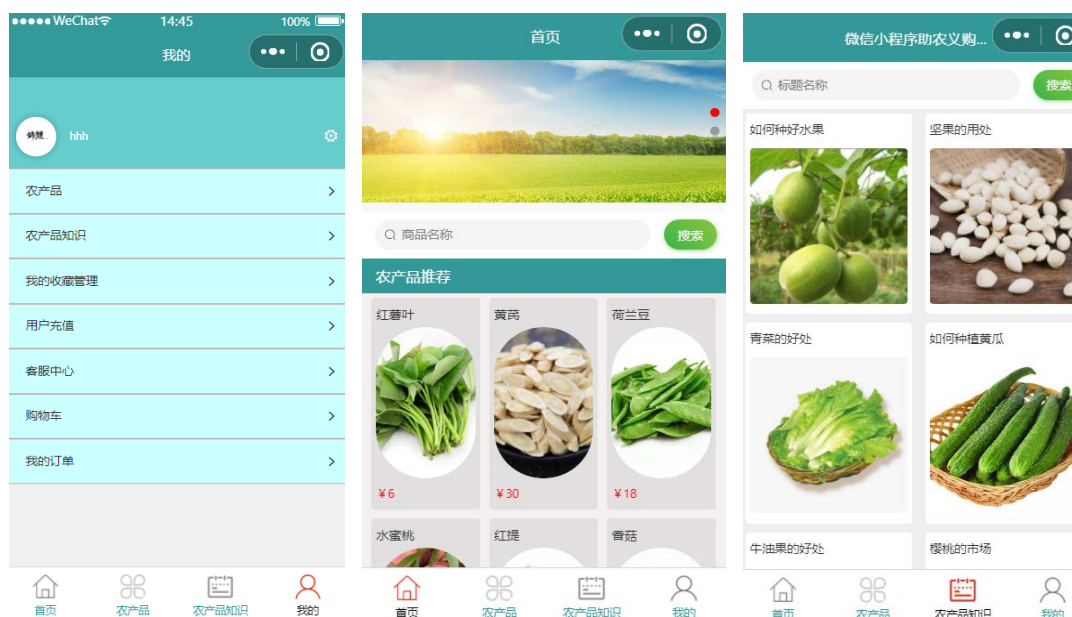 WeChat
14:45
100%
我的
hhh
农产品
农产品知识
我的收藏管理
用户充值
客服中心
购物车
我的订单
首页
农产品
农产品知识
我的
首页
商品名称
搜索
农产品推荐
红薯叶
黄芪
荷兰豆
¥6
¥30
¥18
水蜜桃
红提
香菇
首页
农产品
农产品知识
我的
微信小程序助农义购...
标题名称
搜索
如何种好水果
坚果的用处
青菜的好处
如何种植黄瓜
牛油果的好处
樱桃的市场
首页
农产品
农产品知识
我的